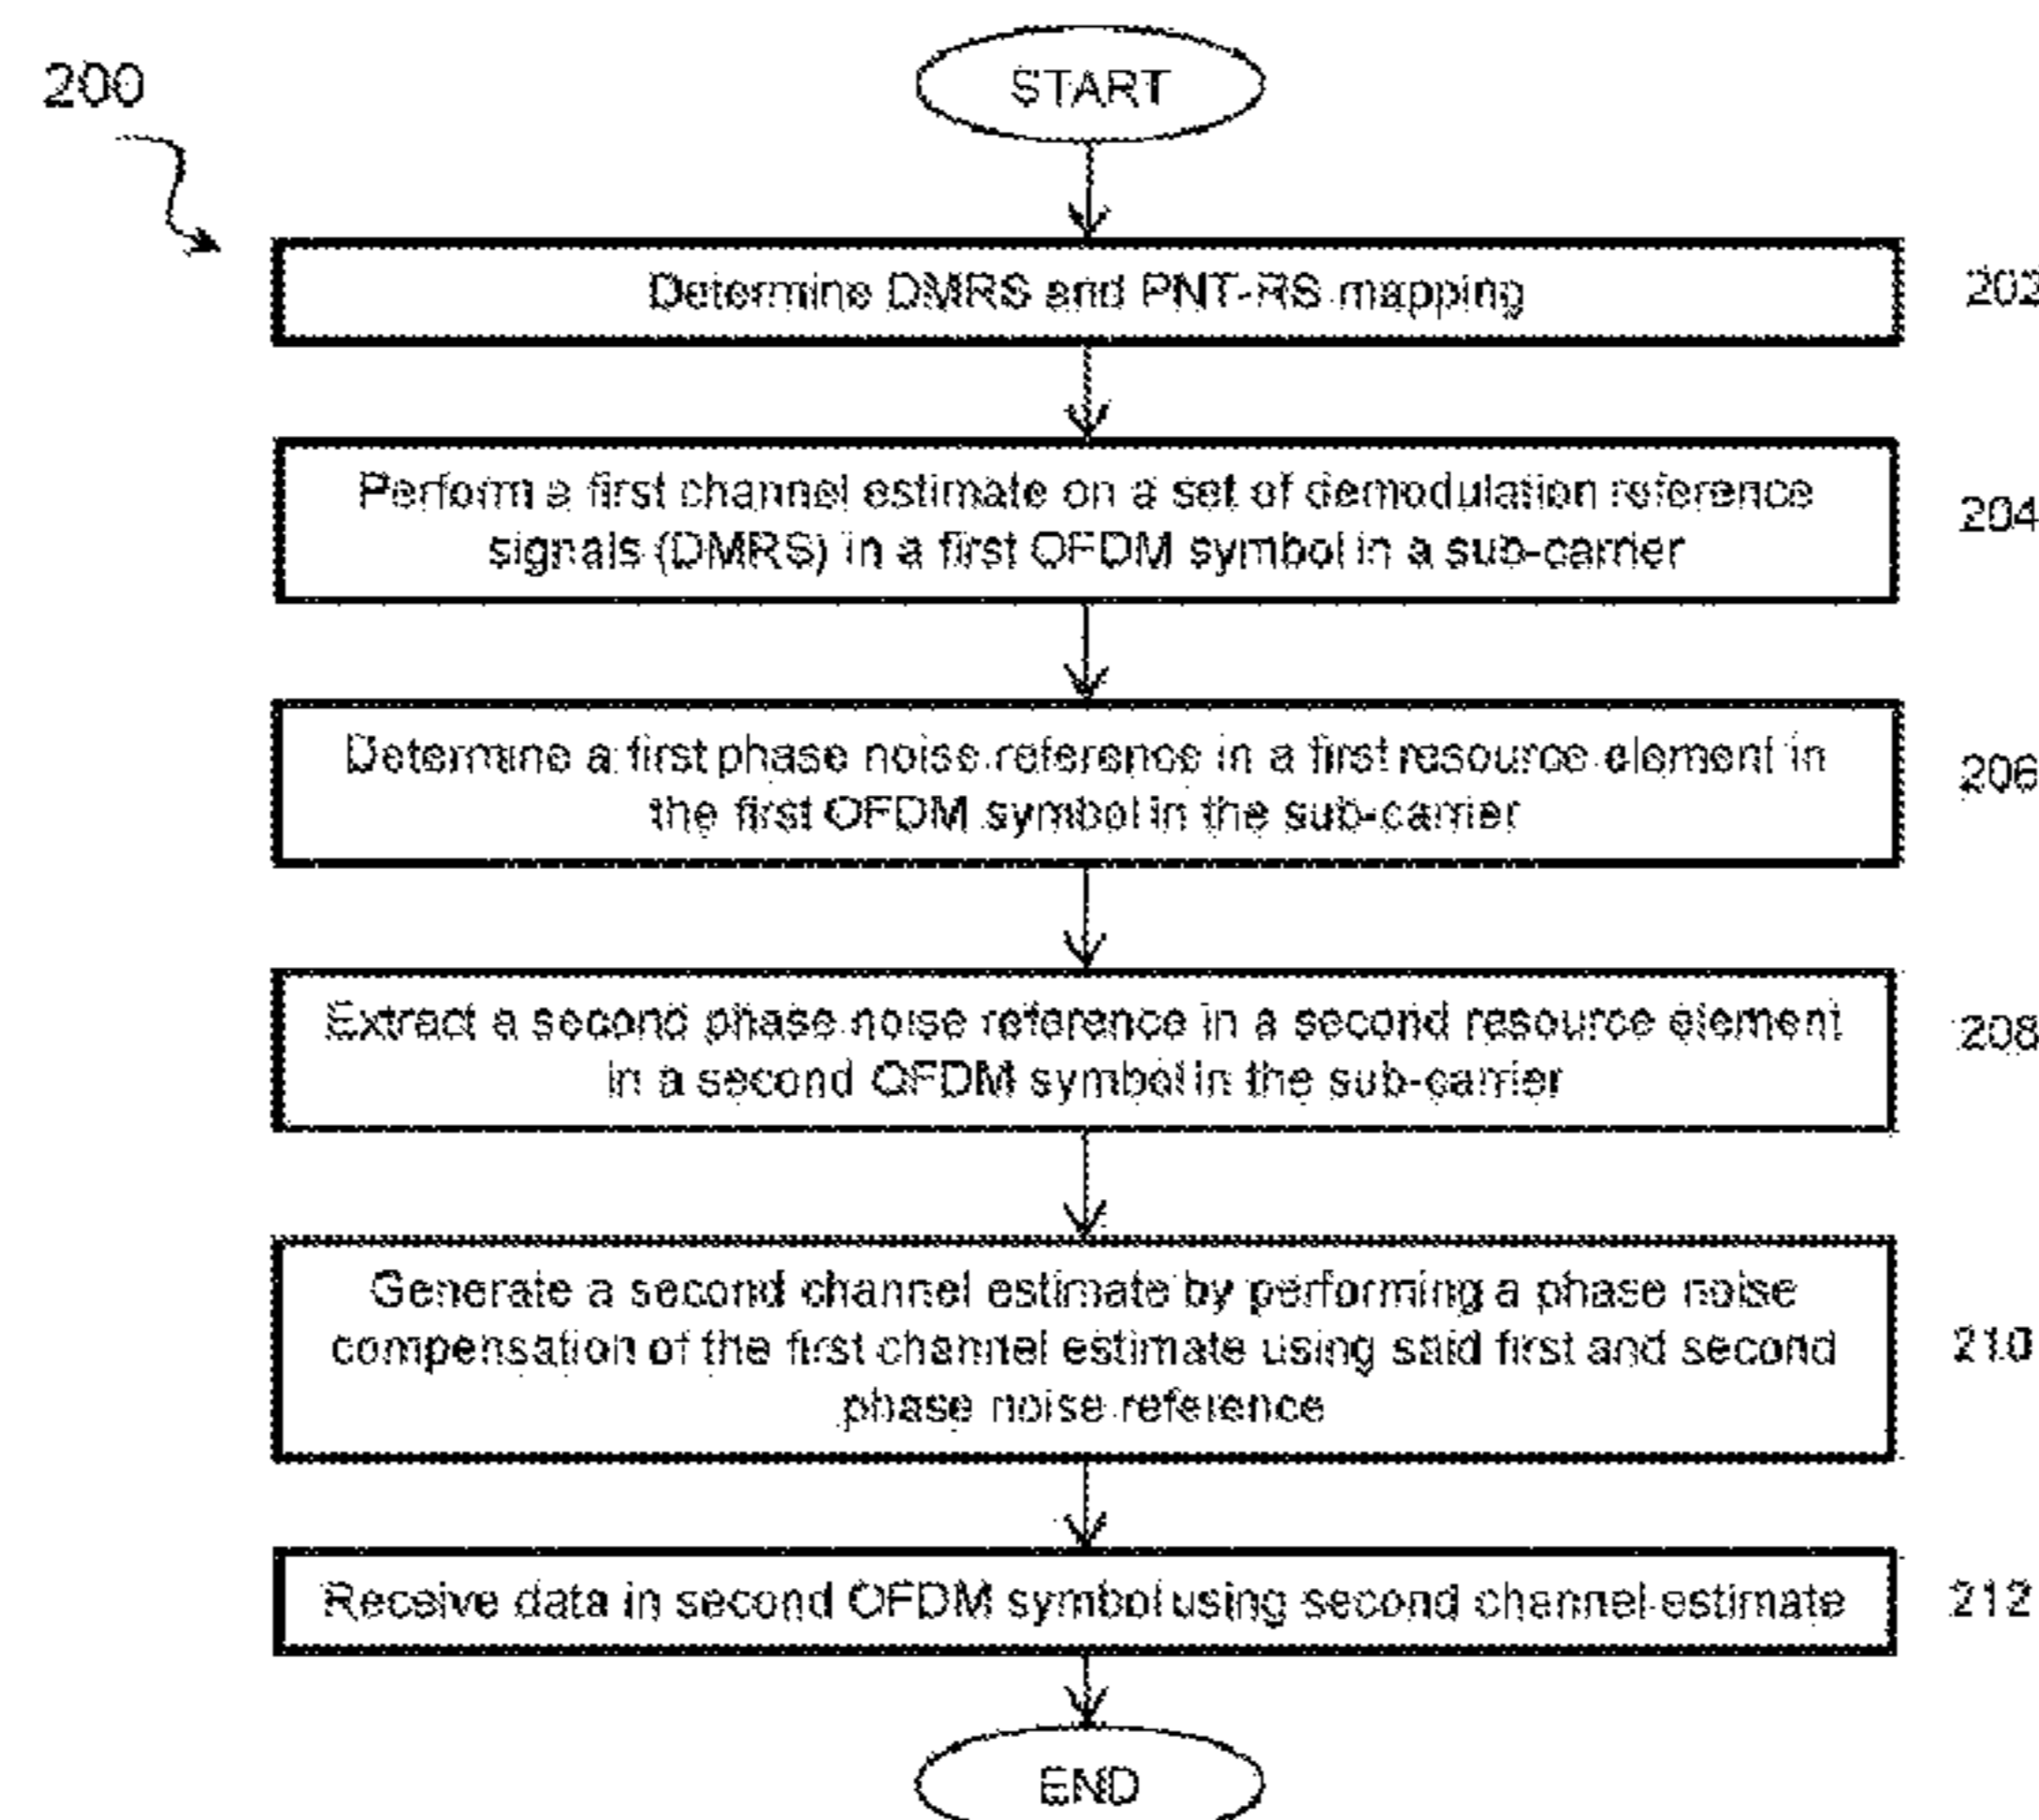 200
START
Determine DMRS and PNT-RS mapping
202
Perform a first channel estimate on a set of demodulation reference
signals (DMRS) in a first OFDM symbol in a sub-carrier
204
Determine a first phase noise reference in a first resource element in
the first OFDM symbol in the sub-carrier
206
Extract a second phase noise reference in a second resource element
in a second OFDM symbol in the sub-carrier
208
Generate a second channel estimate by performing a phase noise
compensation of the first channel estimate using said first and second
phase noise reference
210
Receive data in second OFDM symbol using second channel estimate
212
END